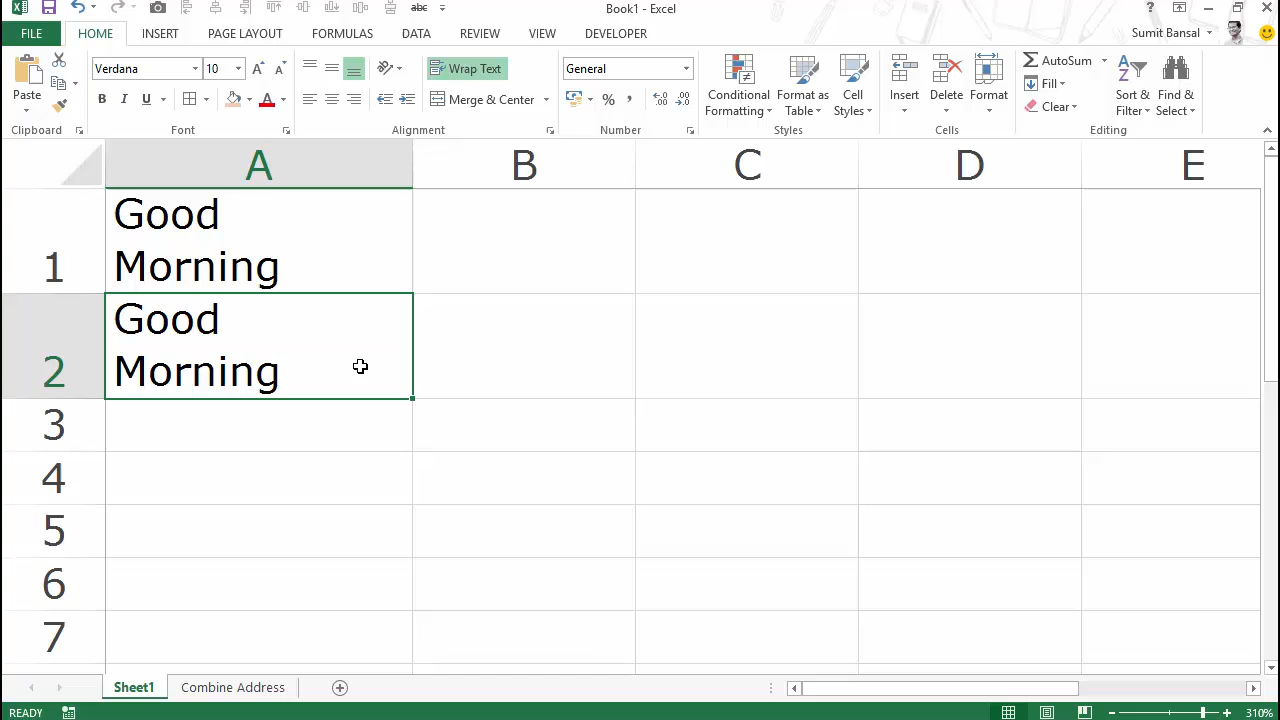 Book1 - Excel
FILE HOME INSERT PAGE LAYOUT FORMULAS DATA REVIEW VIEW DEVELOPER Sumit Bansal
Verdana 10 Wrap Text General AutoSum
Fill
Paste B I U Merge & Center % , Conditional Formatting Format as Table Cell Styles Insert Delete Format Clear Sort & Filter Find & Select
Clipboard Font Alignment Number Styles Cells Editing
A B C D E
Good
1 Morning
Good
2 Morning
3
4
5
6
7
Sheet1 Combine Address
READY 310%